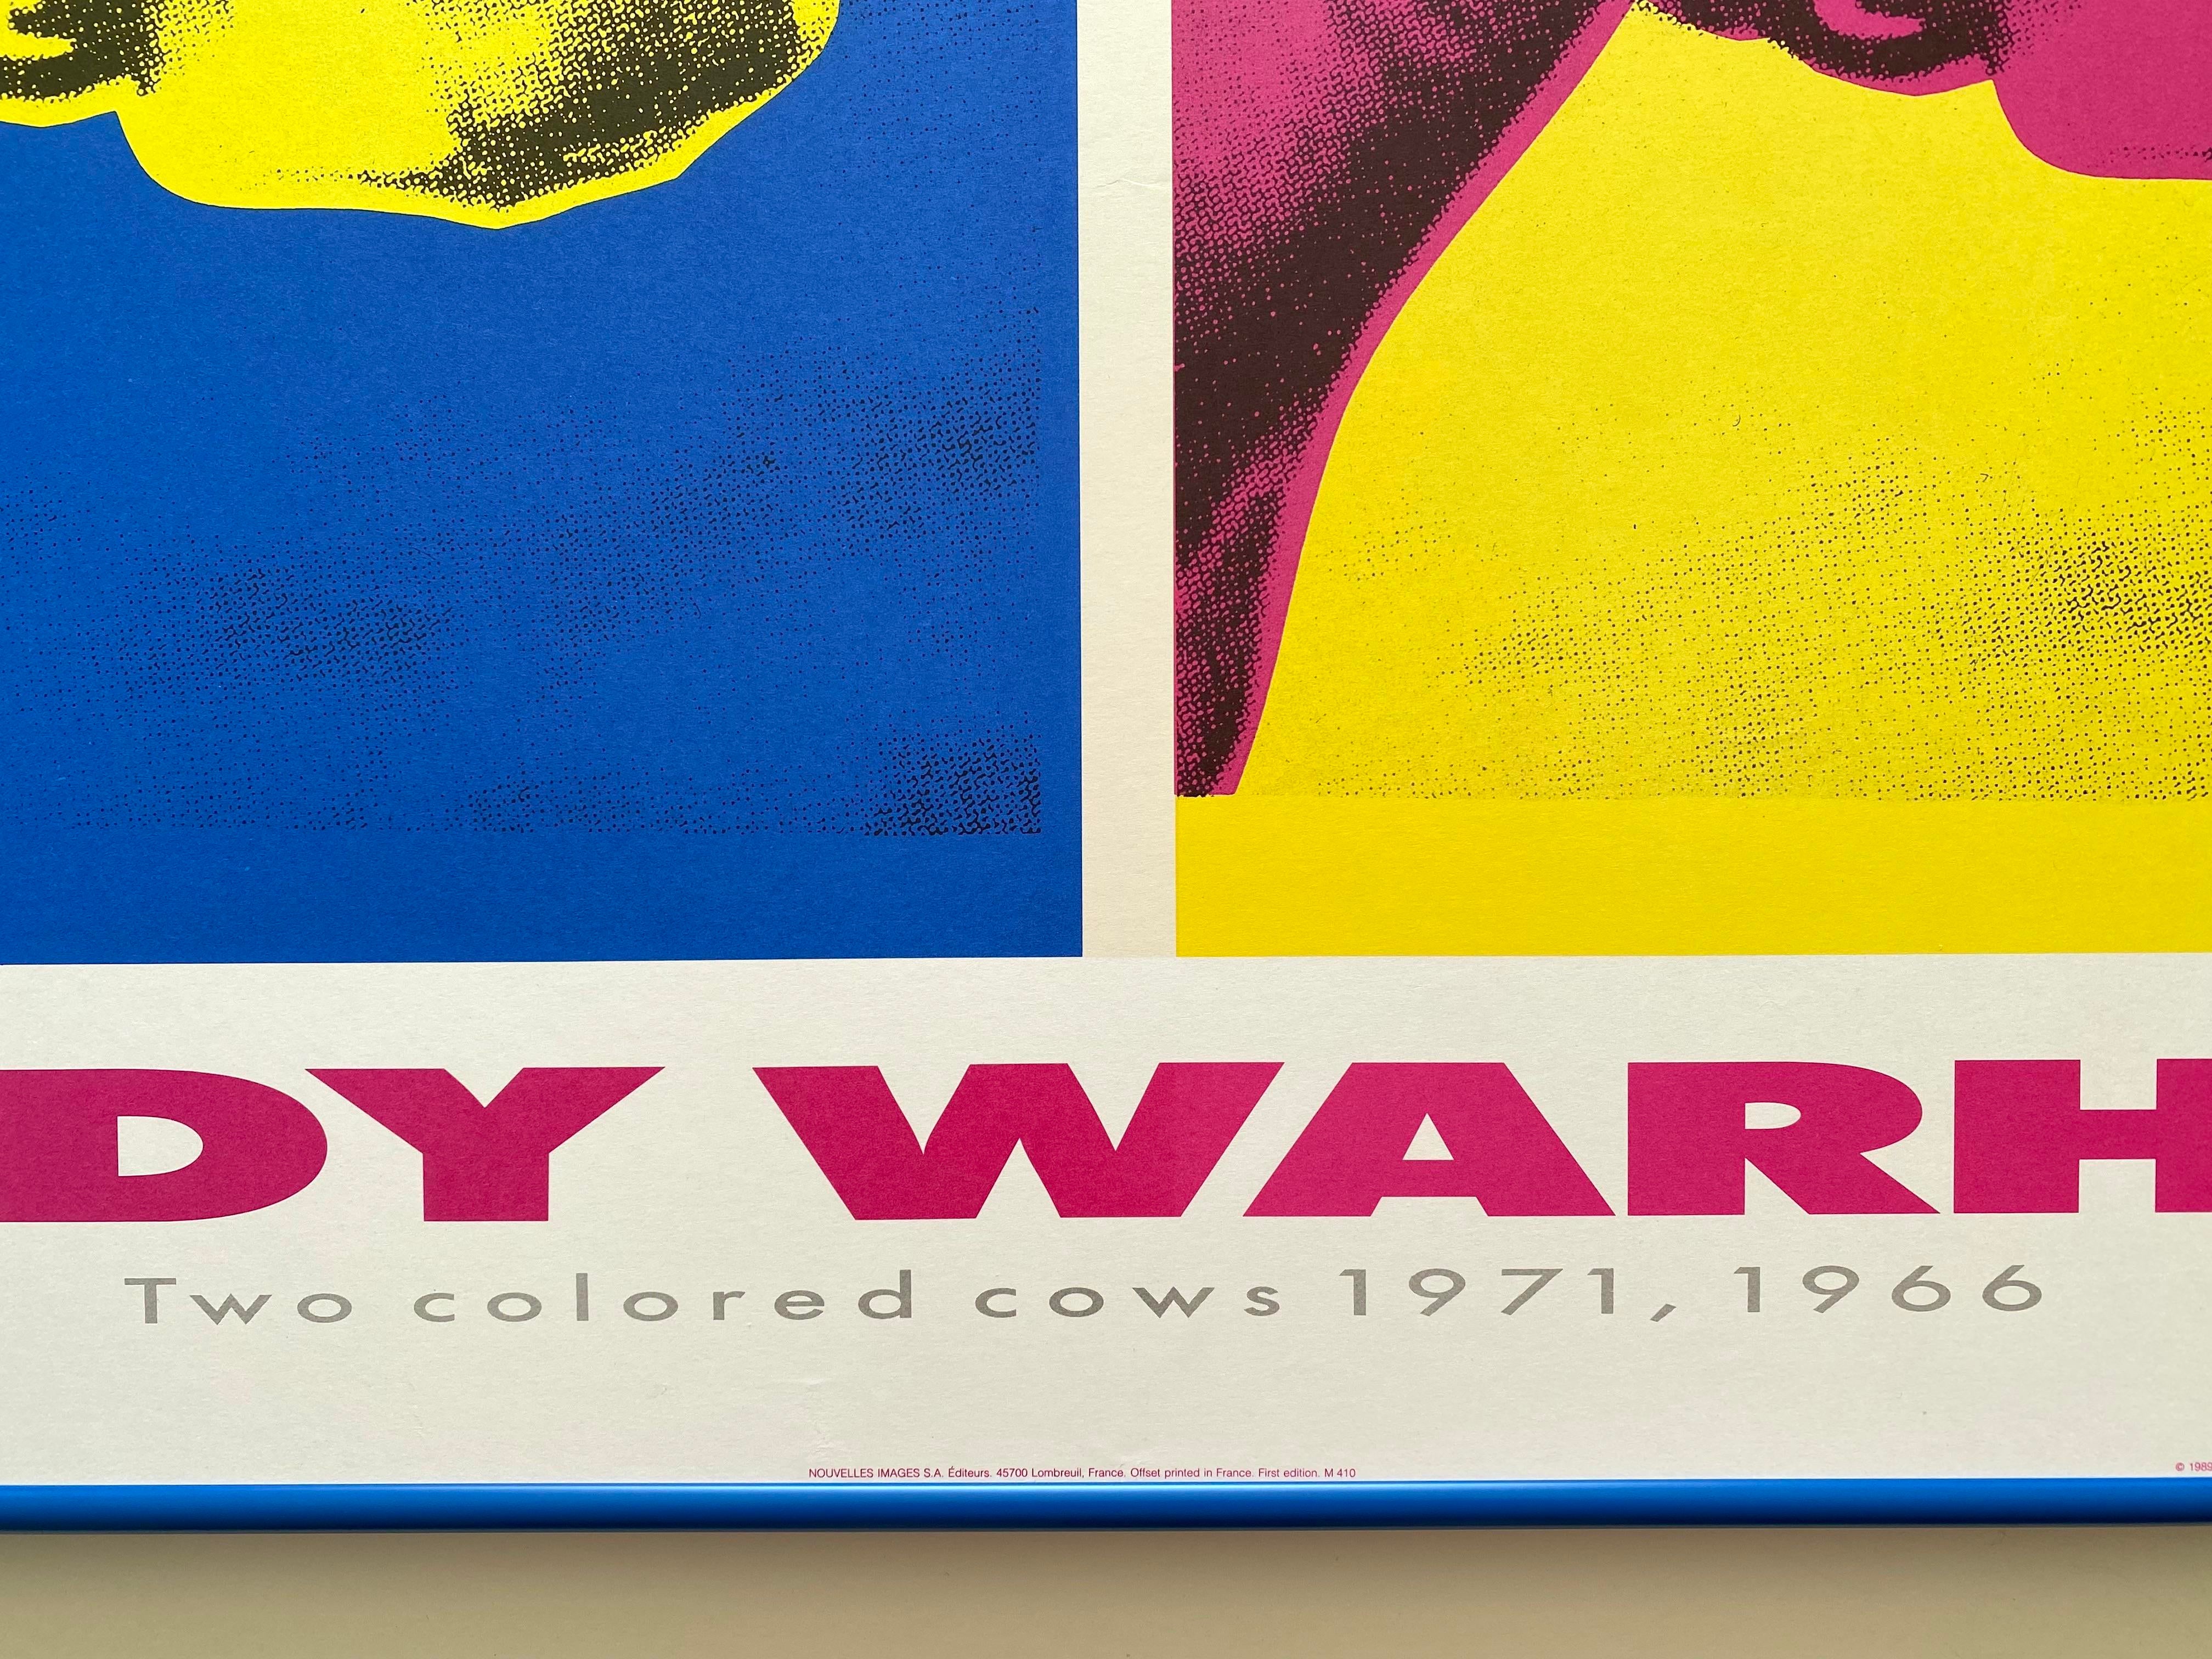 DY WARH
Two colored cows 1971, 1966
NOUVELLES IMAGES S.A. Éditeurs. 45700 Lombreuil, France. Offset printed in France. First edition. M 410
© 1989